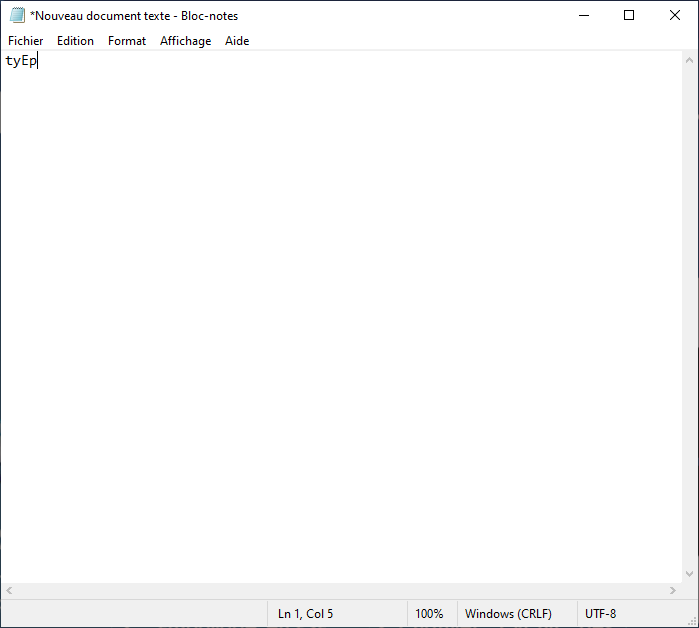 *Nouveau document texte - Bloc-notes
Fichier Edition Format Affichage Aide
tyEp
Ln 1, Col 5 100% Windows (CRLF) UTF-8